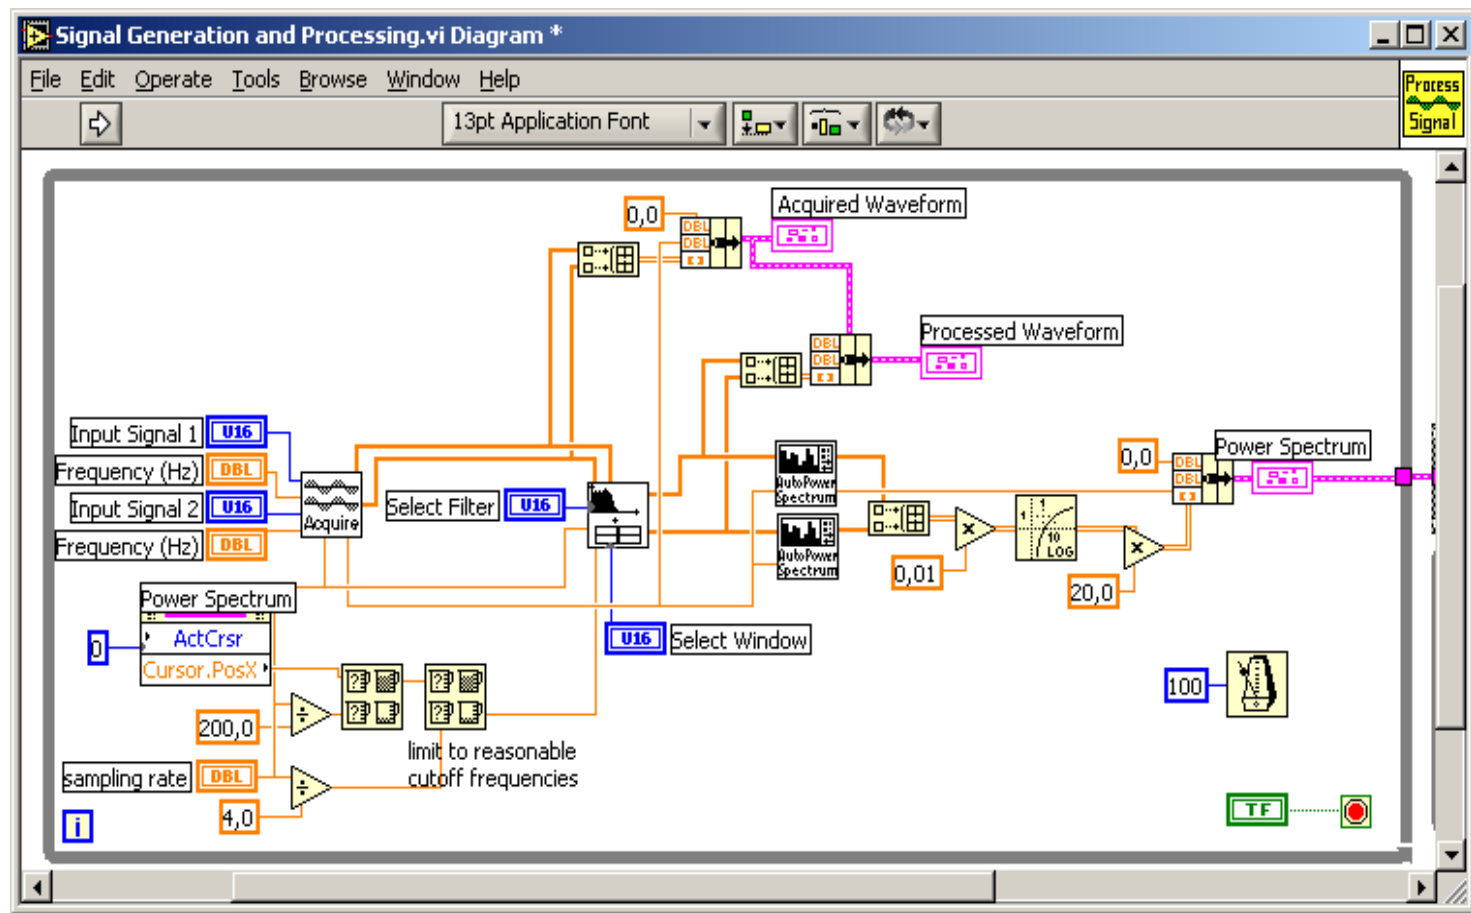 Signal Generation and Processing.vi Diagram *
File Edit Operate Tools Browse Window Help
13pt Application Font
Process
Signal
0,0
DBL
DBL
Acquired Waveform
DBL
DBL
Processed Waveform
Input Signal 1 U16
Frequency (Hz) DBL
Input Signal 2 U16
Frequency (Hz) DBL
Acquire
Select Filter U16
AutoPower
Spectrum
AutoPower
Spectrum
0,01
1 1
10
LOG
20,0
0,0
DBL
DBL
Power Spectrum
Power Spectrum
0
ActCrsr
Cursor.PosX
U16 Select Window
200,0
sampling rate DBL
4,0
limit to reasonable
cutoff frequencies
100
TF
i